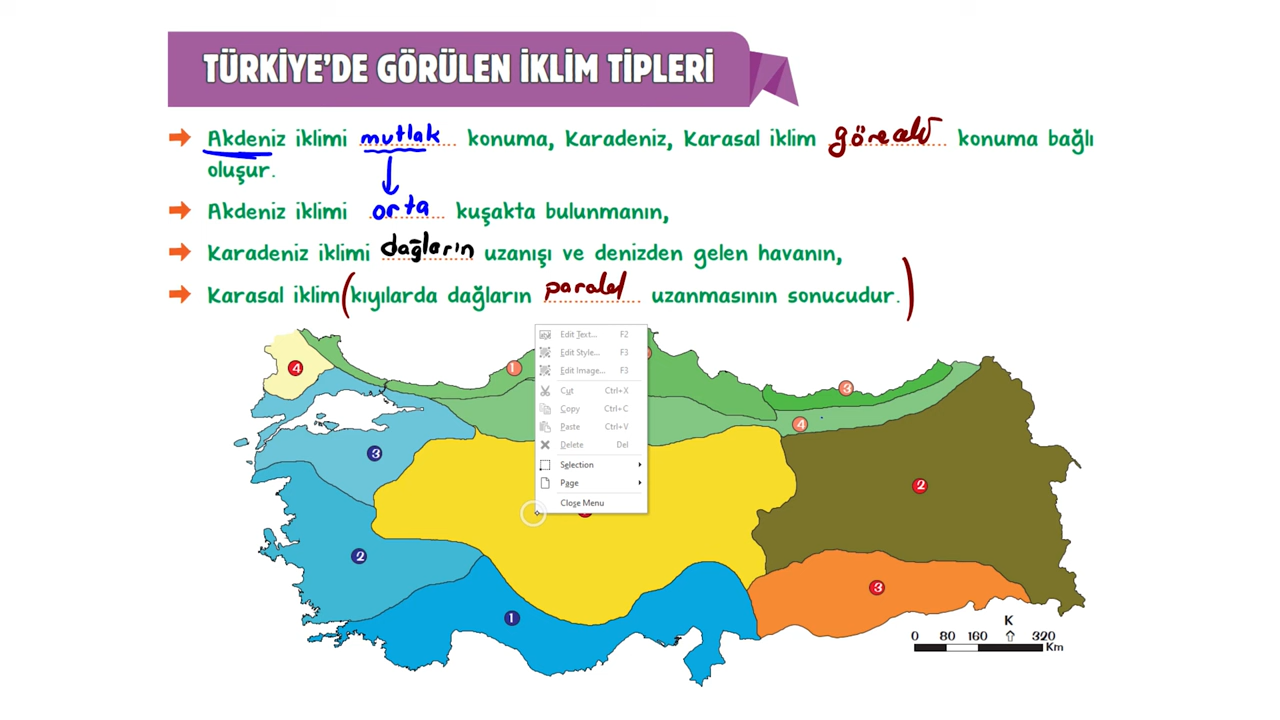 TÜRKİYE'DE GÖRÜLEN İKLİM TİPLERİ
Akdeniz iklimi mutlak konuma, Karadeniz, Karasal iklim göreceli konuma bağlı
oluşur.
Akdeniz iklimi orta kuşakta bulunmanın,
Karadeniz iklimi dağların uzanışı ve denizden gelen havanın,
Karasal iklim (kıyılarda dağların paralel uzanmasının sonucudur.)
Edit Text... F2
Edit Style... F3
Edit Image... F3
Cut Ctrl+X
Copy Ctrl+C
Paste Ctrl+V
Delete Del
Selection
Page
Close Menu
4
1
3
4
3
2
2
3
1
K
0 80 160 320
Km